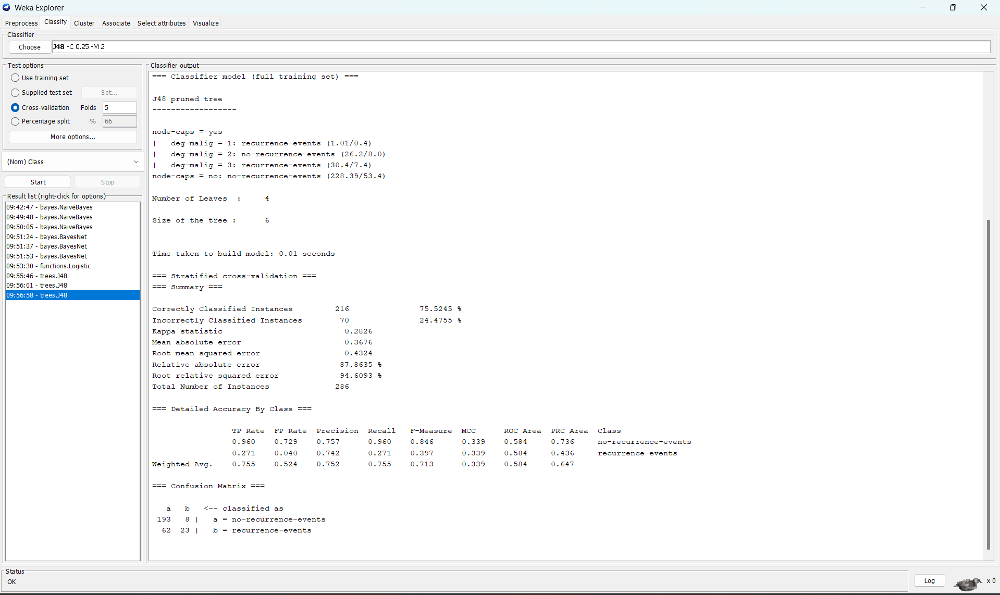 Weka Explorer
Preprocess Classify Cluster Associate Select attributes Visualize
Classifier
Choose J48 -C 0.25 -M 2
Test options
Use training set
Supplied test set Set...
Cross-validation Folds 5
Percentage split % 66
More options...
(Nom) Class
Start Stop
Result list (right-click for options)
09:42:47 - bayes.NaiveBayes
09:49:48 - bayes.NaiveBayes
09:50:05 - bayes.NaiveBayes
09:51:24 - bayes.BayesNet
09:51:37 - bayes.BayesNet
09:51:53 - bayes.BayesNet
09:53:30 - functions.Logistic
09:55:46 - trees.J48
09:56:01 - trees.J48
09:56:58 - trees.J48
Classifier output
=== Classifier model (full training set) ===
J48 pruned tree
------------------
node-caps = yes
|   deg-malig = 1: recurrence-events (1.01/0.4)
|   deg-malig = 2: no-recurrence-events (26.2/8.0)
|   deg-malig = 3: recurrence-events (30.4/7.4)
node-caps = no: no-recurrence-events (228.39/53.4)
Number of Leaves  :     4
Size of the tree :      6
Time taken to build model: 0.01 seconds
=== Stratified cross-validation ===
=== Summary ===
Correctly Classified Instances         216               75.5245 %
Incorrectly Classified Instances        70               24.4755 %
Kappa statistic                          0.2826
Mean absolute error                      0.3676
Root mean squared error                  0.4324
Relative absolute error                 87.8635 %
Root relative squared error             94.6093 %
Total Number of Instances              286
=== Detailed Accuracy By Class ===
TP Rate  FP Rate  Precision  Recall   F-Measure  MCC      ROC Area  PRC Area  Class
0.960    0.729    0.757      0.960    0.846      0.339    0.584     0.736     no-recurrence-events
0.271    0.040    0.742      0.271    0.397      0.339    0.584     0.436     recurrence-events
Weighted Avg.    0.755    0.524    0.752      0.755    0.713      0.339    0.584     0.647
=== Confusion Matrix ===
a   b   <-- classified as
193   8 |   a = no-recurrence-events
62  23 |   b = recurrence-events
Status
OK
Log x 0